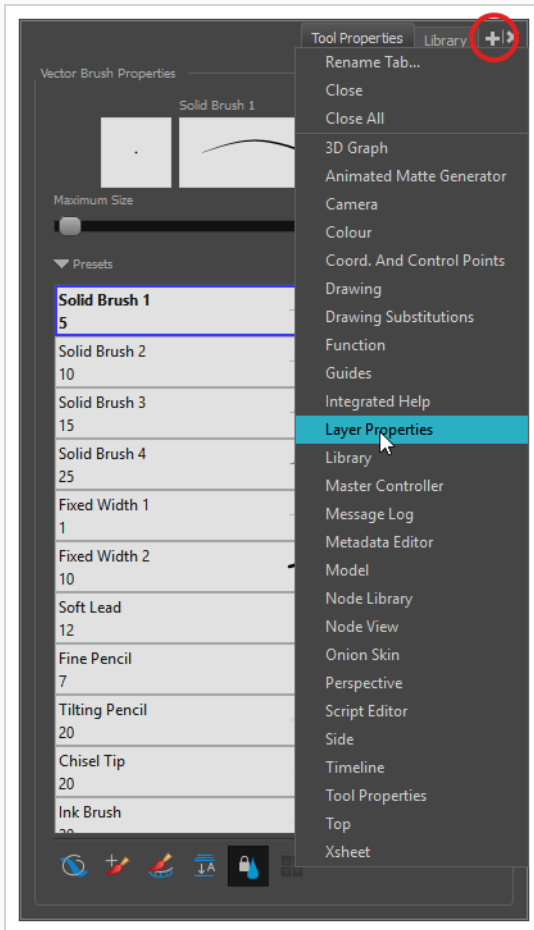 Tool Properties Library
Vector Brush Properties
Solid Brush 1
Maximum Size
Presets
Solid Brush 1
5
Solid Brush 2
10
Solid Brush 3
15
Solid Brush 4
25
Fixed Width 1
1
Fixed Width 2
10
Soft Lead
12
Fine Pencil
7
Tilting Pencil
20
Chisel Tip
20
Ink Brush
Rename Tab...
Close
Close All
3D Graph
Animated Matte Generator
Camera
Colour
Coord. And Control Points
Drawing
Drawing Substitutions
Function
Guides
Integrated Help
Layer Properties
Library
Master Controller
Message Log
Metadata Editor
Model
Node Library
Node View
Onion Skin
Perspective
Script Editor
Side
Timeline
Tool Properties
Top
Xsheet